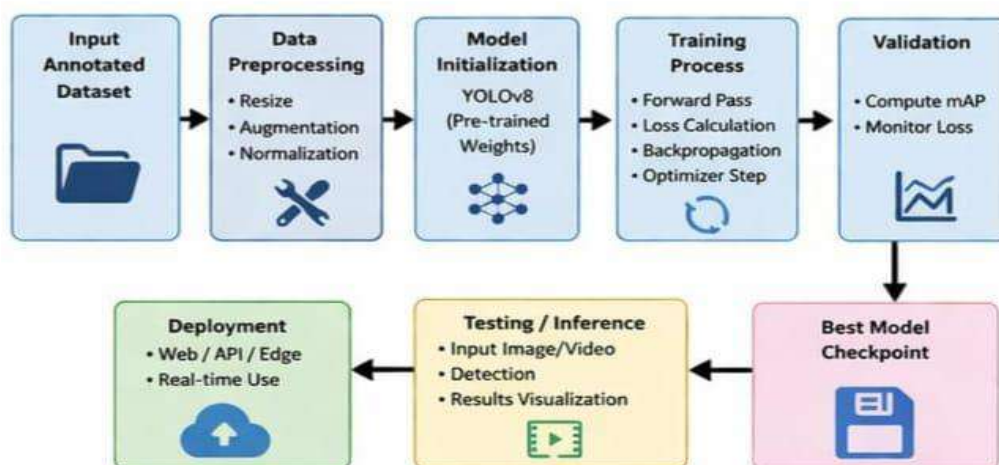 Input
Annotated
Dataset
Data
Preprocessing
• Resize
• Augmentation
• Normalization
Model
Initialization
YOLOv8
(Pre-trained
Weights)
Training
Process
• Forward Pass
• Loss Calculation
• Backpropagation
• Optimizer Step
Validation
• Compute mAP
• Monitor Loss
Best Model
Checkpoint
Testing / Inference
• Input Image/Video
• Detection
• Results Visualization
Deployment
• Web / API / Edge
• Real-time Use